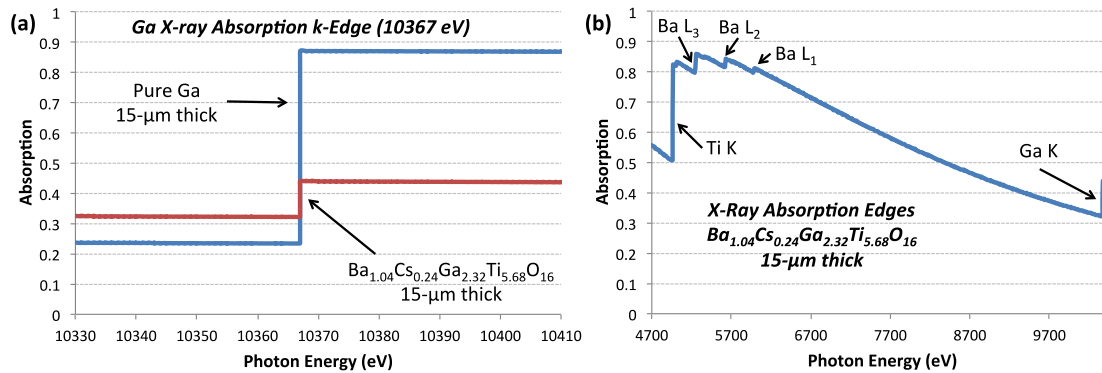 (a)
Ga X-ray Absorption k-Edge (10367 eV)
Absorption
1
0.9
0.8
0.7
0.6
0.5
0.4
0.3
0.2
0.1
0
Pure Ga
15-μm thick
Ba1.04Cs0.24Ga2.32Ti5.68O16
15-μm thick
10330 10340 10350 10360 10370 10380 10390 10400 10410
Photon Energy (eV)
(b)
Absorption
1
0.9
0.8
0.7
0.6
0.5
0.4
0.3
0.2
0.1
0
Ba L3
Ba L2
Ba L1
Ti K
Ga K
X-Ray Absorption Edges
Ba1.04Cs0.24Ga2.32Ti5.68O16
15-μm thick
4700 5700 6700 7700 8700 9700
Photon Energy (eV)